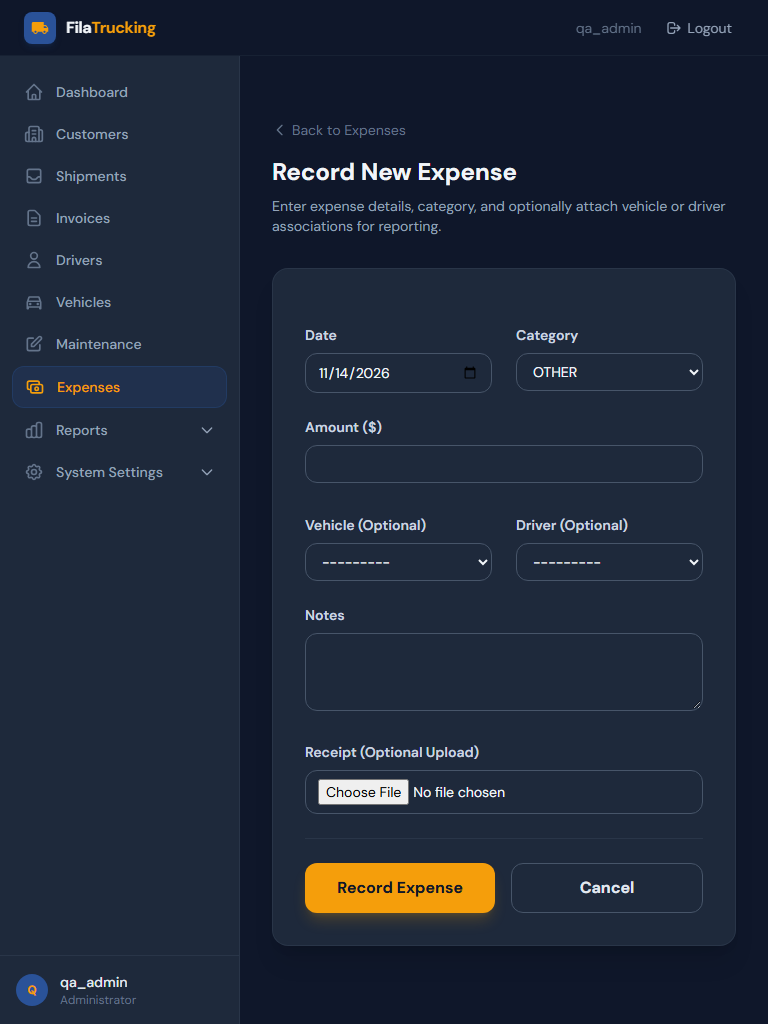 FilaTrucking
qa_admin
Logout
Dashboard
Customers
Shipments
Invoices
Drivers
Vehicles
Maintenance
Expenses
Reports
System Settings
qa_admin
Administrator
Q
Back to Expenses
Record New Expense
Enter expense details, category, and optionally attach vehicle or driver
associations for reporting.
Date
Category
11/14/2026
OTHER
Amount ($)
Vehicle (Optional)
Driver (Optional)
---------
---------
Notes
Receipt (Optional Upload)
Choose File No file chosen
Record Expense
Cancel